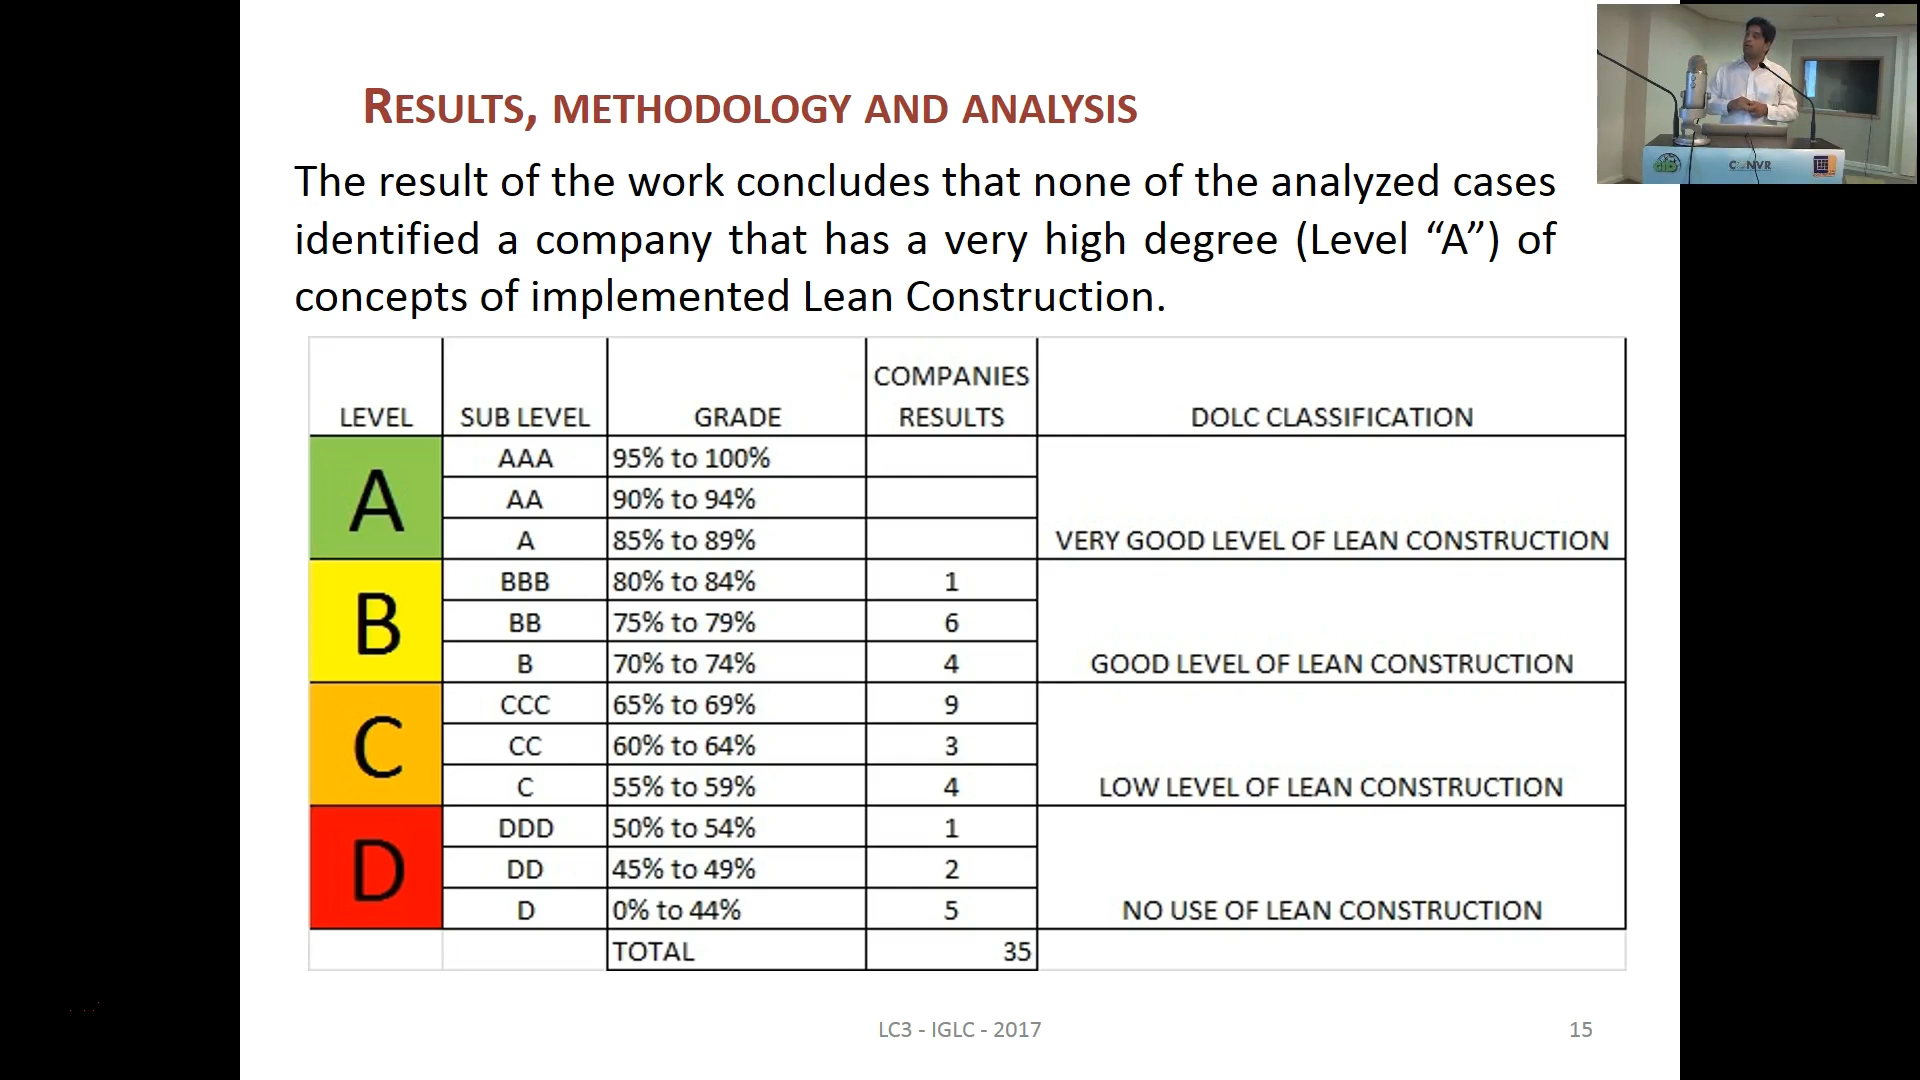 RESULTS, METHODOLOGY AND ANALYSIS
The result of the work concludes that none of the analyzed cases
identified a company that has a very high degree (Level “A”) of
concepts of implemented Lean Construction.
LEVEL SUB LEVEL GRADE COMPANIES RESULTS DOLC CLASSIFICATION
A
AAA 95% to 100%
AA 90% to 94%
A 85% to 89% VERY GOOD LEVEL OF LEAN CONSTRUCTION
B
BBB 80% to 84% 1
BB 75% to 79% 6
B 70% to 74% 4 GOOD LEVEL OF LEAN CONSTRUCTION
C
CCC 65% to 69% 9
CC 60% to 64% 3
C 55% to 59% 4 LOW LEVEL OF LEAN CONSTRUCTION
D
DDD 50% to 54% 1
DD 45% to 49% 2
D 0% to 44% 5 NO USE OF LEAN CONSTRUCTION
TOTAL 35
LC3 - IGLC - 2017 15
CONVR